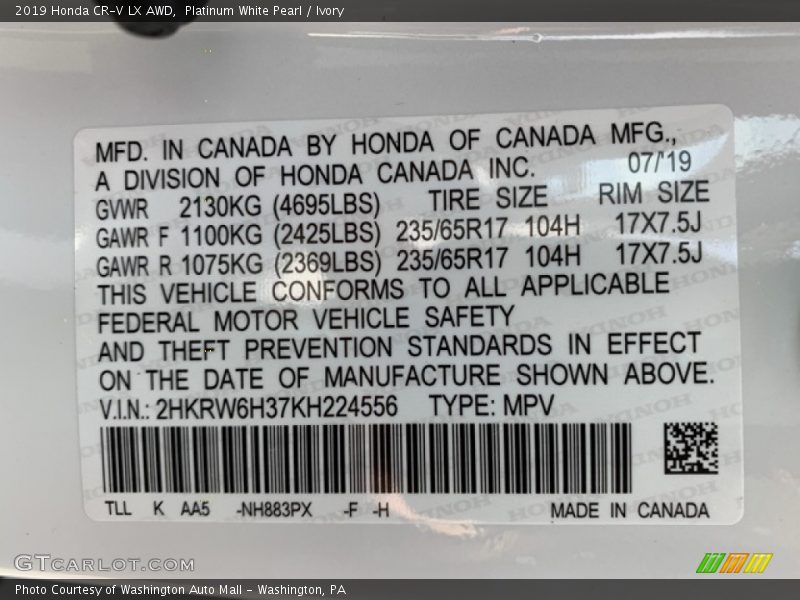 2019 Honda CR-V LX AWD,  Platinum White Pearl / Ivory
MFD. IN CANADA BY HONDA OF CANADA MFG.,
A DIVISION OF HONDA CANADA INC. 07/'19
GVWR 2130KG (4695LBS) TIRE SIZE RIM SIZE
GAWR F 1100KG (2425LBS) 235/65R17 104H 17X7.5J
GAWR R 1075KG (2369LBS) 235/65R17 104H 17X7.5J
THIS VEHICLE CONFORMS TO ALL APPLICABLE
FEDERAL MOTOR VEHICLE SAFETY
AND THEFT PREVENTION STANDARDS IN EFFECT
ON THE DATE OF MANUFACTURE SHOWN ABOVE.
V.I.N.: 2HKRW6H37KH224556 TYPE: MPV
TLL K AA5 -NH883PX -F -H MADE IN CANADA
GTCARLOT.COM
Photo Courtesy of Washington Auto Mall - Washington, PA